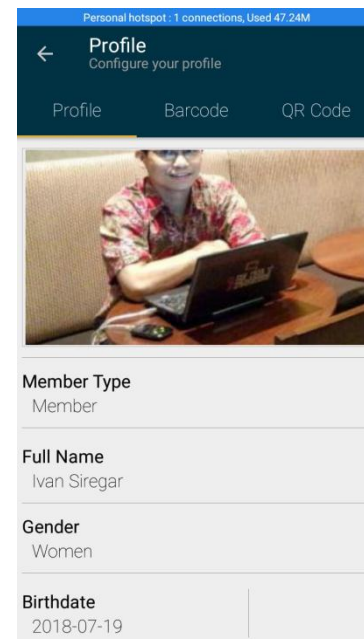 Personal hotspot : 1 connections, Used 47.24M
Profile
Configure your profile
Profile Barcode QR Code
Member Type
Member
Full Name
Ivan Siregar
Gender
Women
Birthdate
2018-07-19